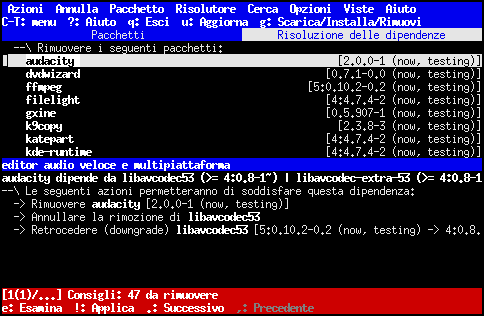 Azioni Annulla Pacchetto Risolutore Cerca Opzioni Viste Aiuto
C-T: menu ?: Aiuto q: Esci u: Aggiorna g: Scarica/Installa/Rimuovi
Pacchetti Risoluzione delle dipendenze
--\ Rimuovere i seguenti pacchetti:
audacity [2.0.0-1 (now, testing)]
dvdwizard [0.7.1-0.0 (now, testing)]
ffmpeg [5:0.10.2-0.2 (now, testing)]
filelight [4:4.7.4-2 (now, testing)]
gxine [0.5.907-1 (now, testing)]
k9copy [2.3.8-3 (now, testing)]
katepart [4:4.7.4-2 (now, testing)]
kde-runtime [4:4.7.4-2 (now, testing)]
editor audio veloce e multipiattaforma
audacity dipende da libavcodec53 (>= 4:0.8-1~) | libavcodec-extra-53 (>= 4:0.8-1
--\ Le seguenti azioni permetteranno di soddisfare questa dipendenza:
-> Rimuovere audacity [2.0.0-1 (now, testing)]
-> Annullare la rimozione di libavcodec53
-> Retrocedere (downgrade) libavcodec53 [5:0.10.2-0.2 (now, testing) -> 4:0.8.
[1(1)/...] Consigli: 47 da rimuovere
e: Esamina !: Applica .: Successivo ,: Precedente